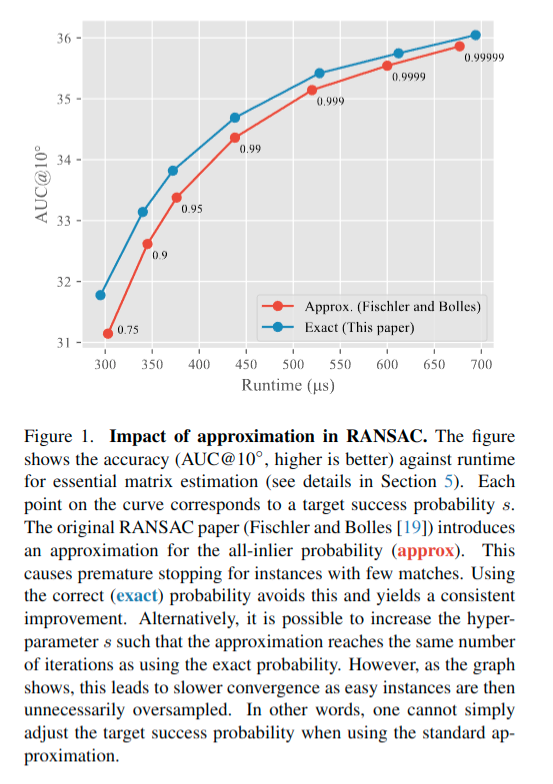 36
35
34
33
32
31
AUC@10°
0.75
0.9
0.95
0.99
0.999
0.9999
0.99999
Approx. (Fischler and Bolles)
Exact (This paper)
300 350 400 450 500 550 600 650 700
Runtime (μs)
Figure 1. Impact of approximation in RANSAC. The figure
shows the accuracy (AUC@10°, higher is better) against runtime
for essential matrix estimation (see details in Section 5). Each
point on the curve corresponds to a target success probability s.
The original RANSAC paper (Fischler and Bolles [19]) introduces
an approximation for the all-inlier probability (approx). This
causes premature stopping for instances with few matches. Using
the correct (exact) probability avoids this and yields a consistent
improvement. Alternatively, it is possible to increase the hyper-
parameter s such that the approximation reaches the same number
of iterations as using the exact probability. However, as the graph
shows, this leads to slower convergence as easy instances are then
unnecessarily oversampled. In other words, one cannot simply
adjust the target success probability when using the standard ap-
proximation.